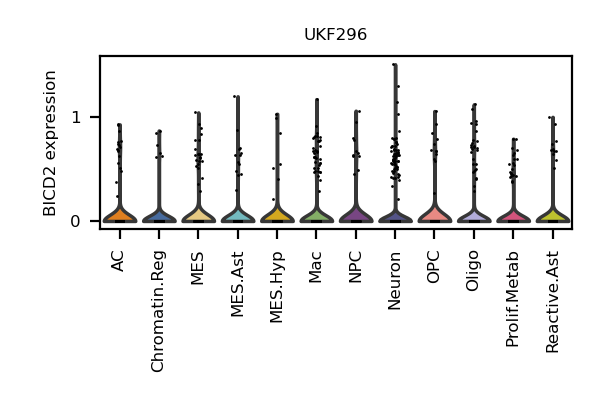 UKF296
BICD2 expression
1
0
AC
Chromatin.Reg
MES
MES.Ast
MES.Hyp
Mac
NPC
Neuron
OPC
Oligo
Prolif.Metab
Reactive.Ast